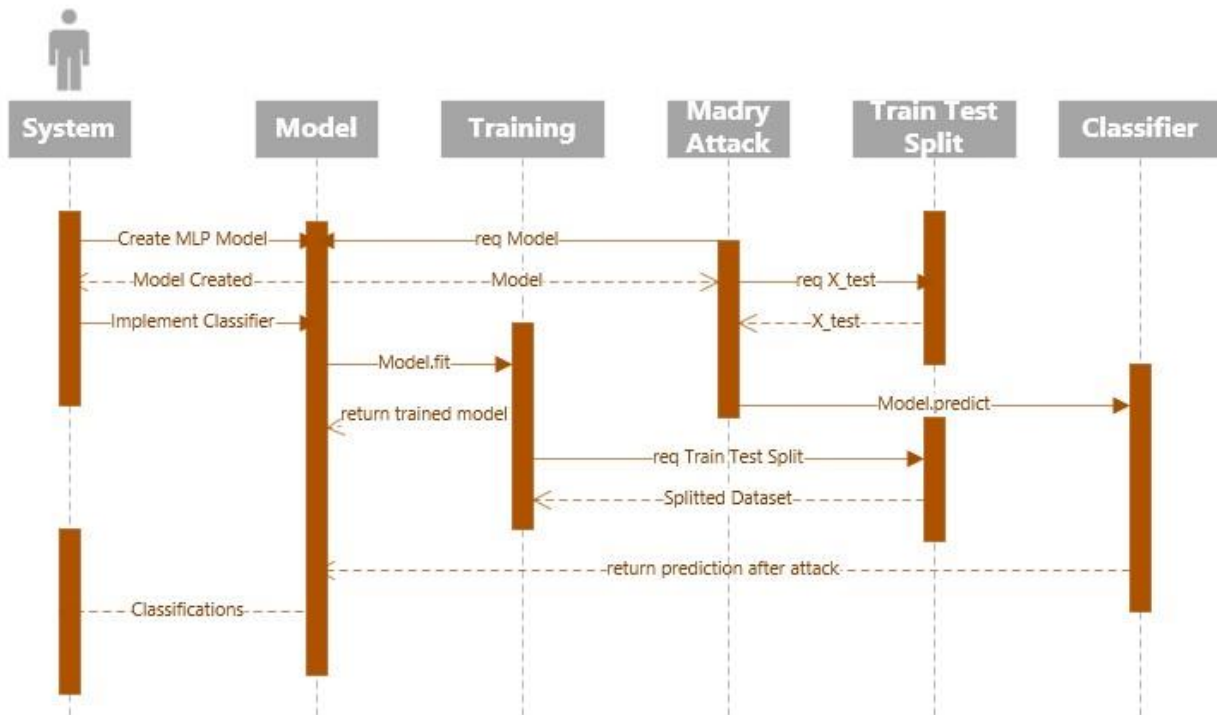 System
Model
Training
Madry
Attack
Train Test
Split
Classifier
Create MLP Model
req Model
Model Created
Model
req X_test
Implement Classifier
X_test
Model.fit
Model.predict
return trained model
req Train Test Split
Splitted Dataset
return prediction after attack
Classifications